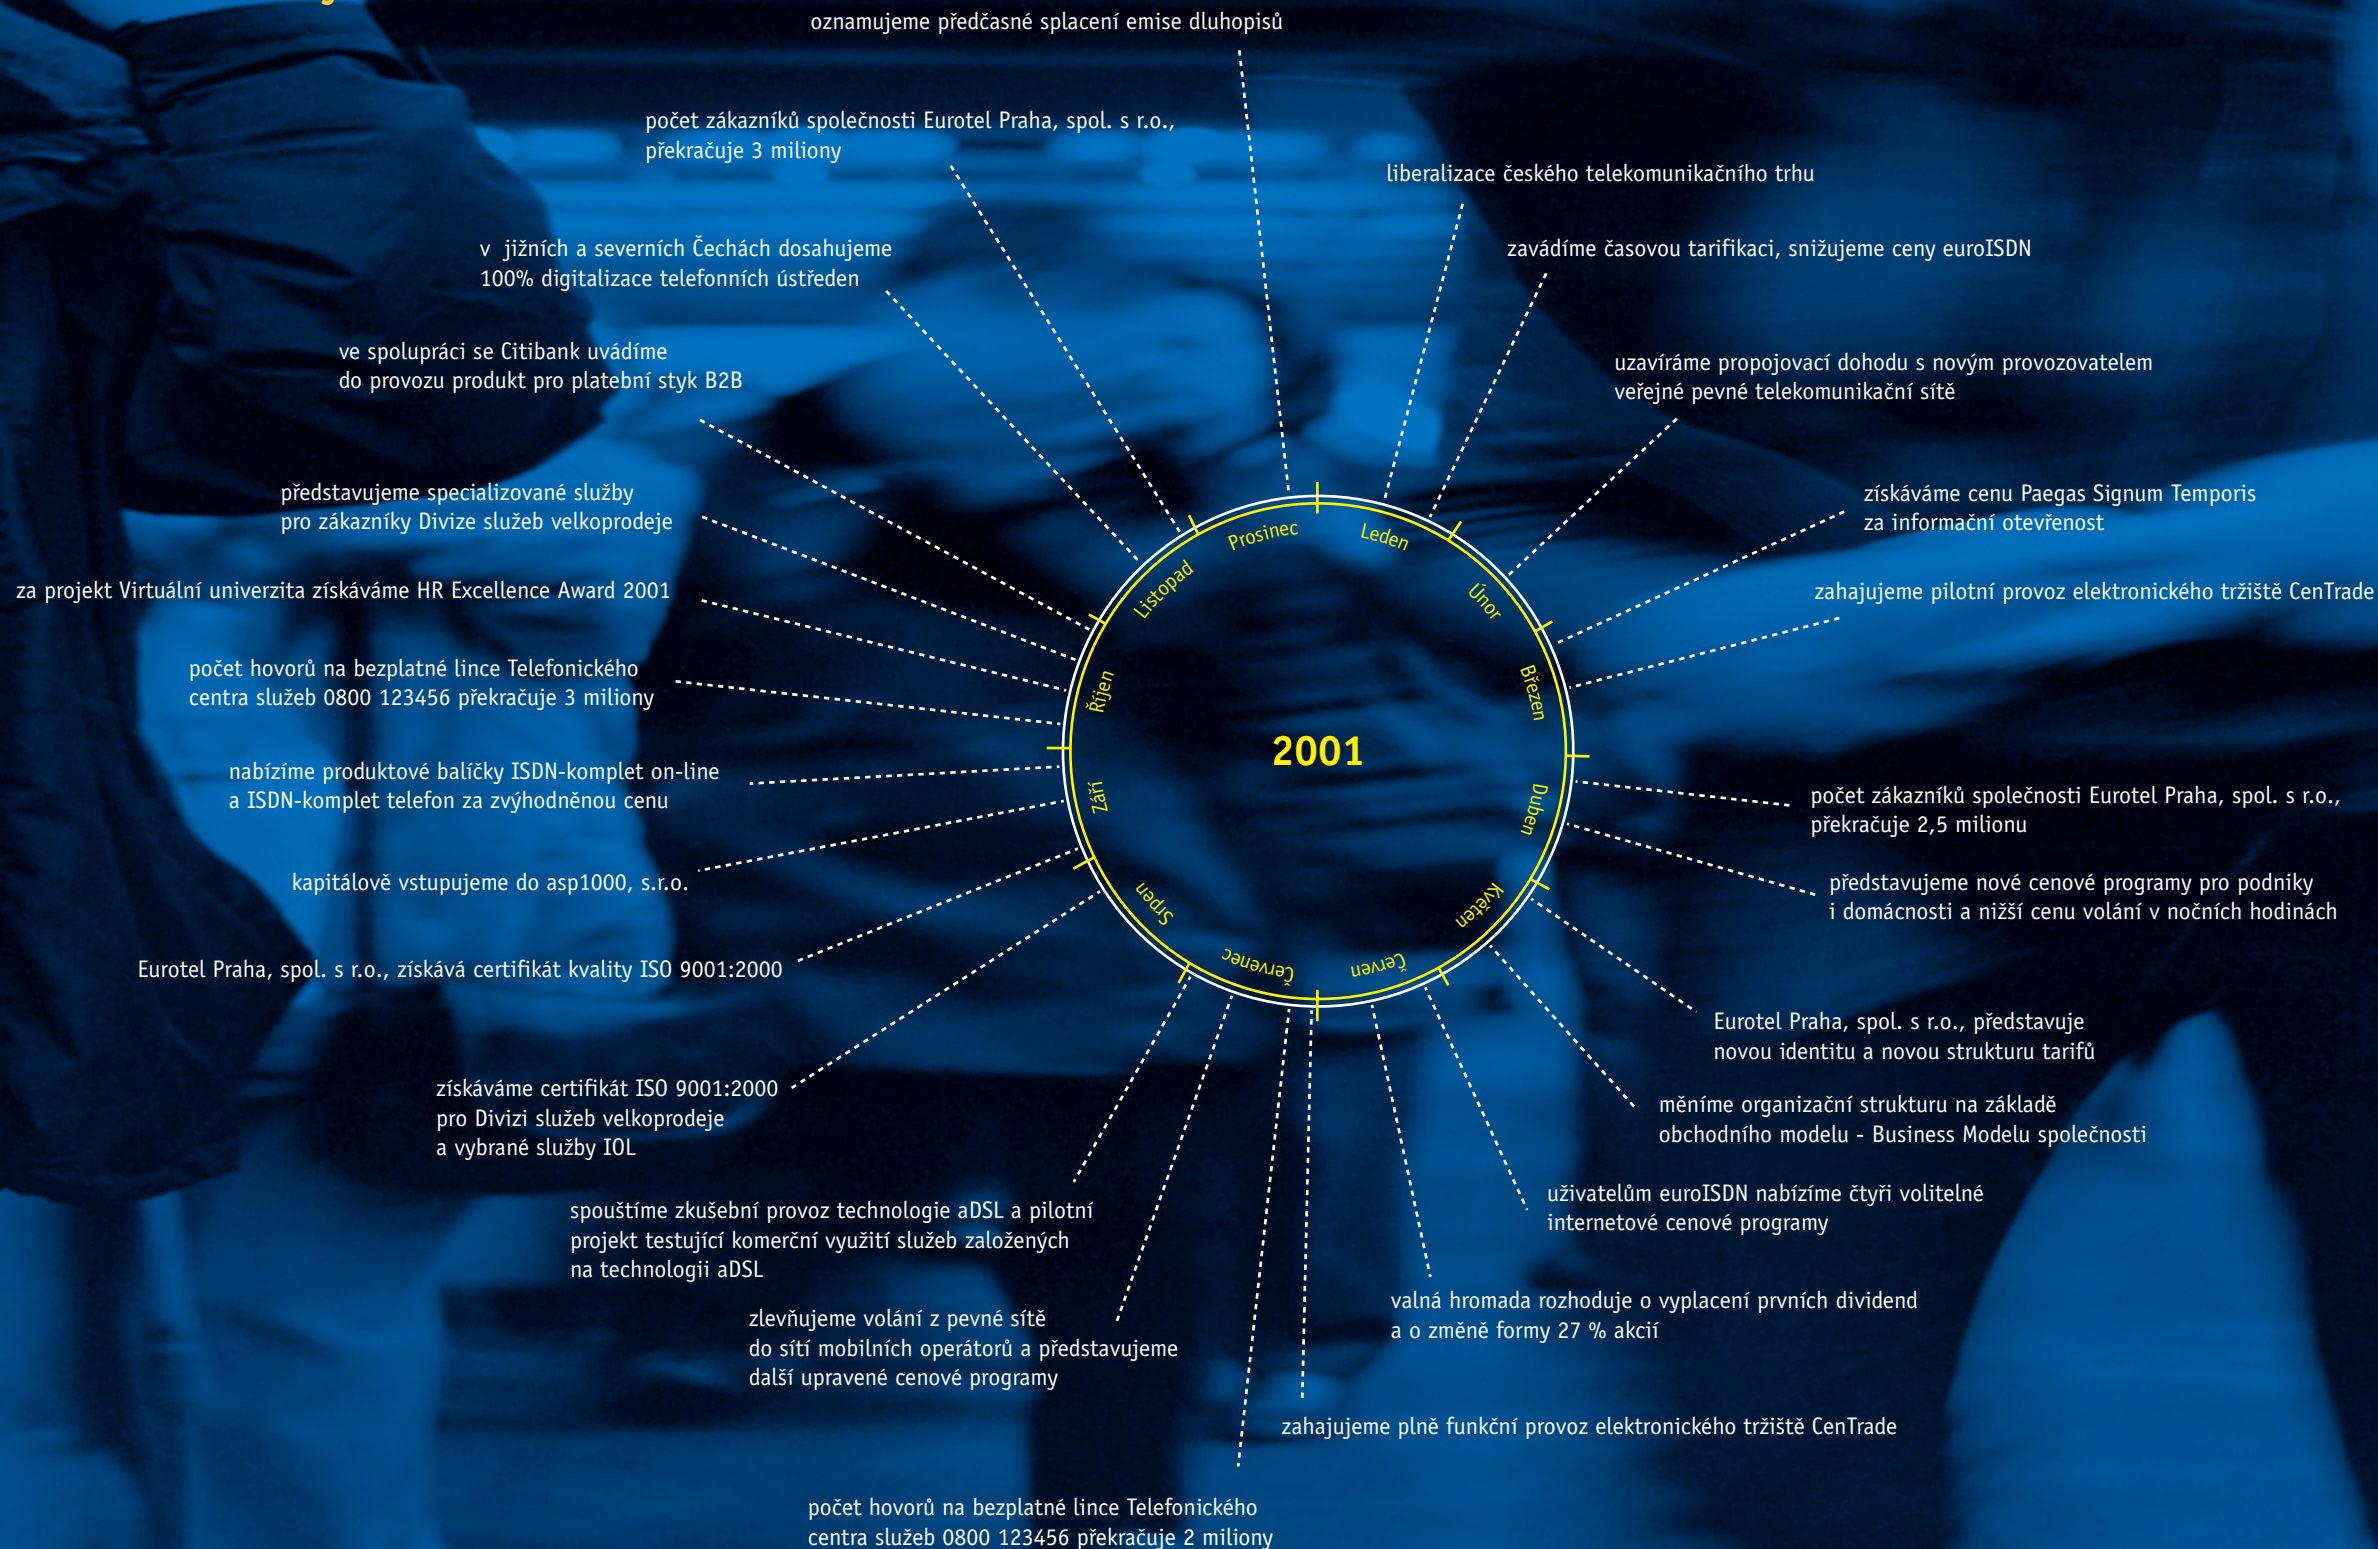 oznamujeme předčasné splacení emise dluhopisů
počet zákazníků společnosti Eurotel Praha, spol. s r.o.,
překračuje 3 miliony
liberalizace českého telekomunikačního trhu
v jižních a severních Čechách dosahujeme
100% digitalizace telefonních ústředen
zavádíme časovou tarifikaci, snižujeme ceny euroISDN
ve spolupráci se Citibank uvádíme
do provozu produkt pro platební styk B2B
uzavíráme propojovací dohodu s novým provozovatelem
veřejné pevné telekomunikační sítě
představujeme specializované služby
pro zákazníky Divize služeb velkoprodeje
získáváme cenu Paegas Signum Temporis
za informační otevřenost
za projekt Virtuální univerzita získáváme HR Excellence Award 2001
zahajujeme pilotní provoz elektronického tržiště CenTrade
počet hovorů na bezplatné lince Telefonického
centra služeb 0800 123456 překračuje 3 miliony
nabízíme produktové balíčky ISDN-komplet on-line
a ISDN-komplet telefon za zvýhodněnou cenu
Leden
Únor
Březen
Duben
Květen
Červen
Červenec
Srpen
Září
Říjen
Listopad
Prosinec
2001
počet zákazníků společnosti Eurotel Praha, spol. s r.o.,
překračuje 2,5 milionu
kapitálově vstupujeme do asp1000, s.r.o.
představujeme nové cenové programy pro podniky
i domácnosti a nižší cenu volání v nočních hodinách
Eurotel Praha, spol. s r.o., získává certifikát kvality ISO 9001:2000
Eurotel Praha, spol. s r.o., představuje
novou identitu a novou strukturu tarifů
získáváme certifikát ISO 9001:2000
pro Divizi služeb velkoprodeje
a vybrané služby IOL
měníme organizační strukturu na základě
obchodního modelu - Business Modelu společnosti
spouštíme zkušební provoz technologie aDSL a pilotní
projekt testující komerční využití služeb založených
na technologii aDSL
uživatelům euroISDN nabízíme čtyři volitelné
internetové cenové programy
zlevňujeme volání z pevné sítě
do sítí mobilních operátorů a představujeme
další upravené cenové programy
valná hromada rozhoduje o vyplacení prvních dividend
a o změně formy 27 % akcií
zahajujeme plně funkční provoz elektronického tržiště CenTrade
počet hovorů na bezplatné lince Telefonického
centra služeb 0800 123456 překračuje 2 miliony